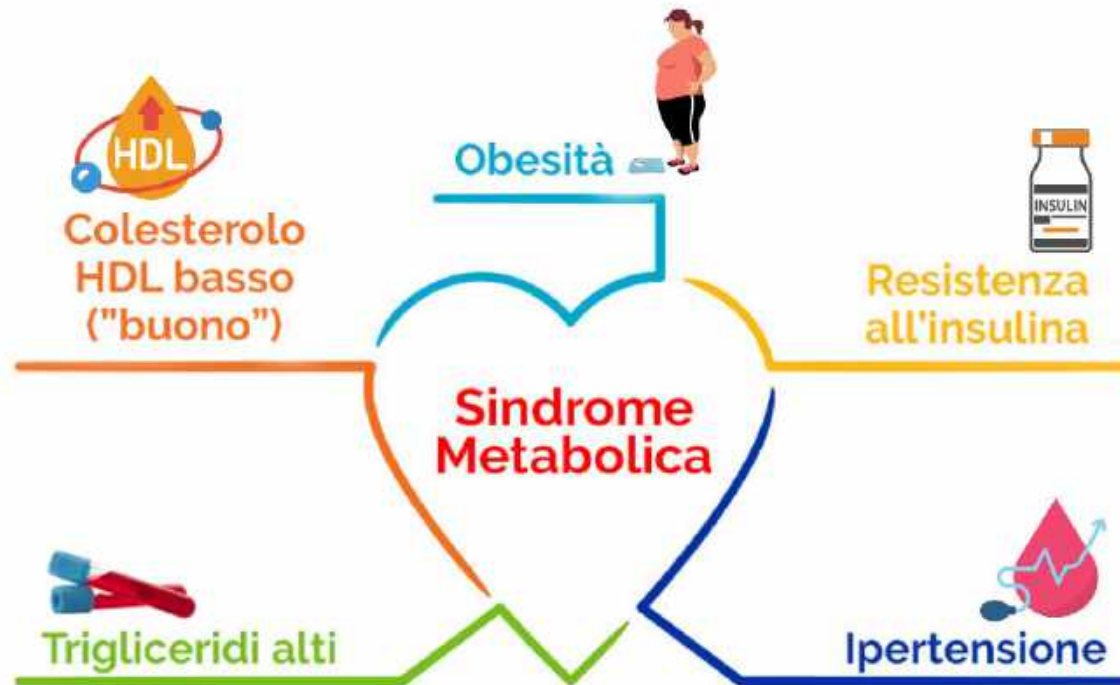 HDL
Colesterolo
HDL basso
("buono")
Obesità
INSULIN
Resistenza
all'insulina
Sindrome
Metabolica
Trigliceridi alti
Ipertensione